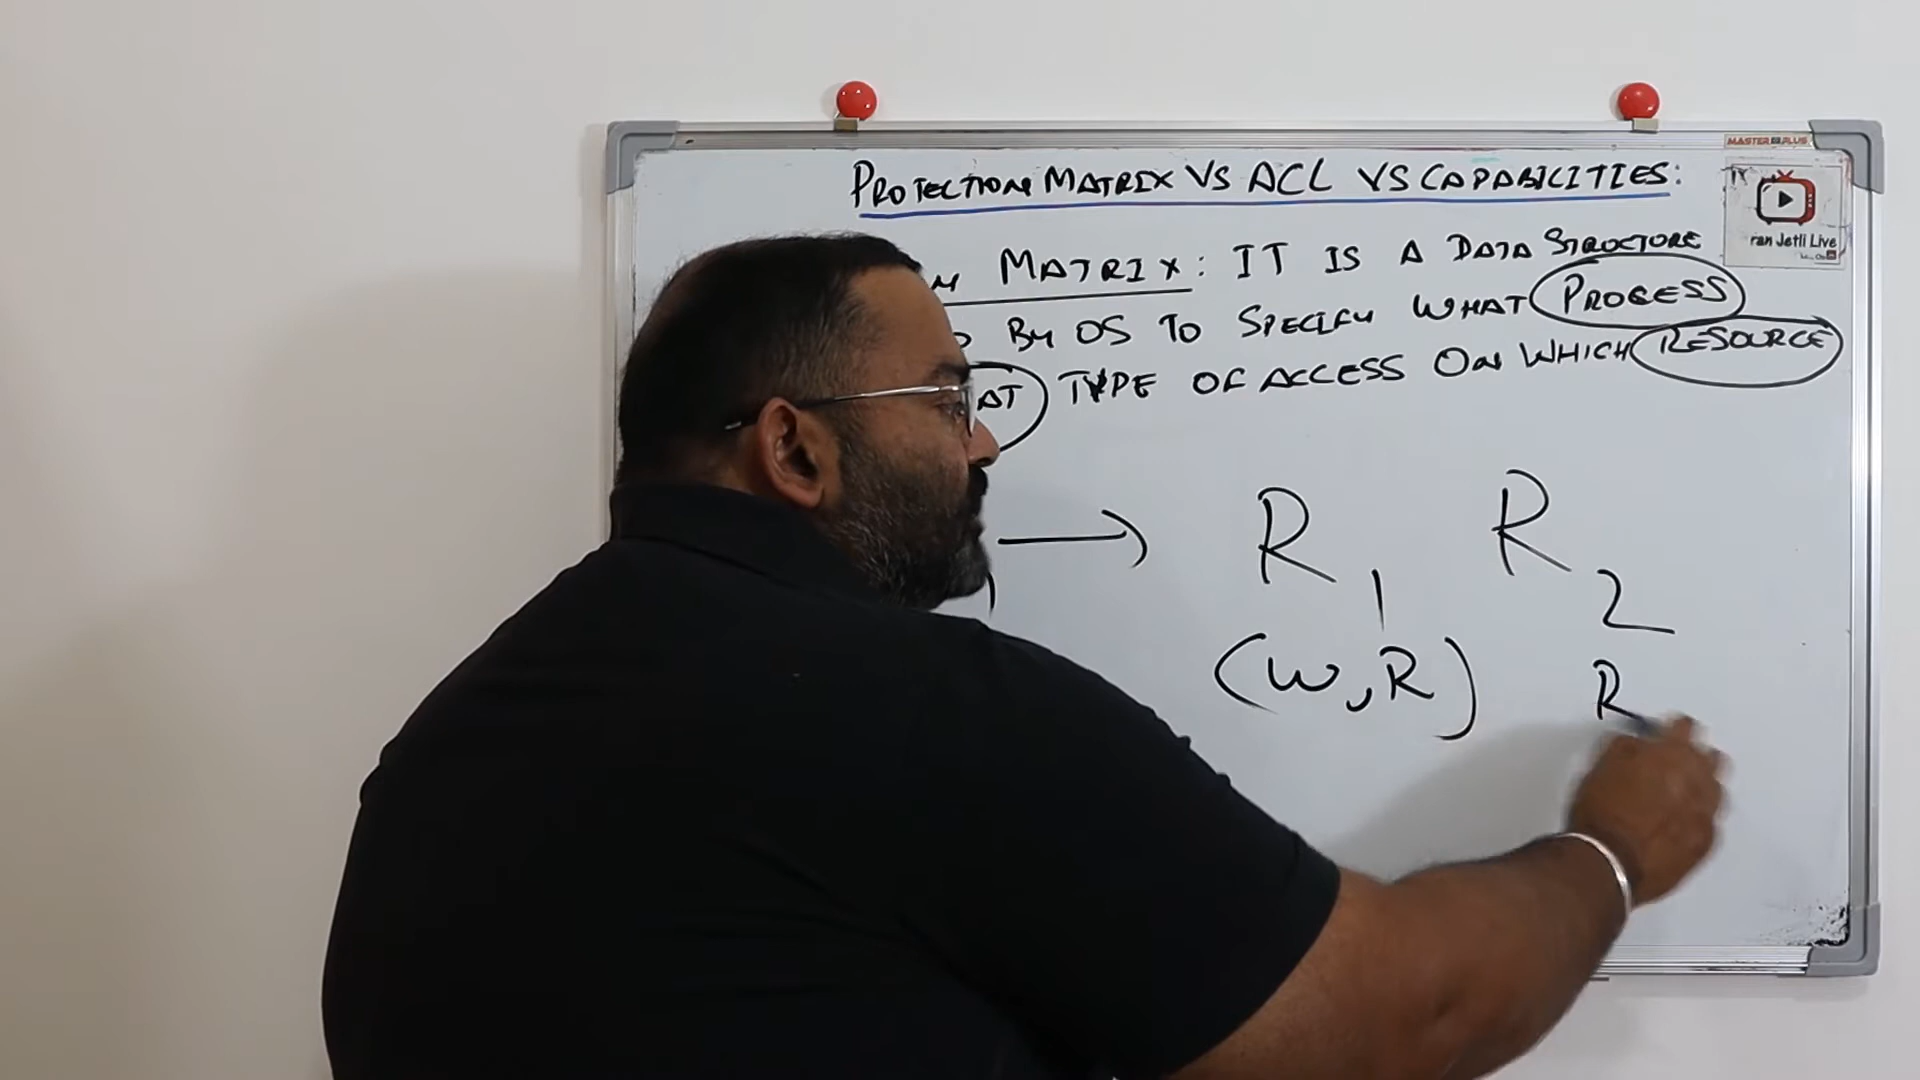 PROTECTION MATRIX VS ACL VS CAPABILITIES:
MASTER PLUS
ran Jetli Live
MATRIX: IT IS A DATA STRUCTURE
BY OS TO SPECIFY WHAT PROCESS
AT TYPE OF ACCESS ON WHICH RESOURCE
→ R1 R2
(W,R) R